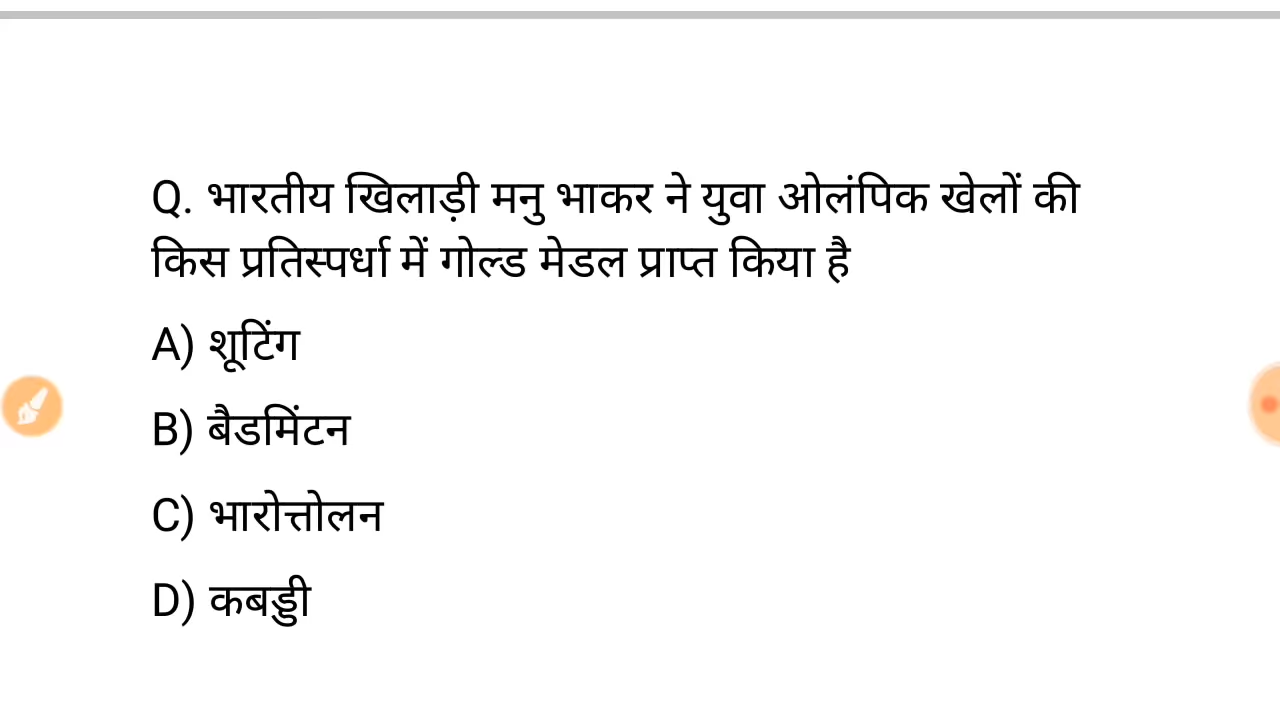 Q. भारतीय खिलाड़ी मनु भाकर ने युवा ओलंपिक खेलों की
किस प्रतिस्पर्धा में गोल्ड मेडल प्राप्त किया है
A) शूटिंग
B) बैडमिंटन
C) भारोत्तोलन
D) कबड्डी